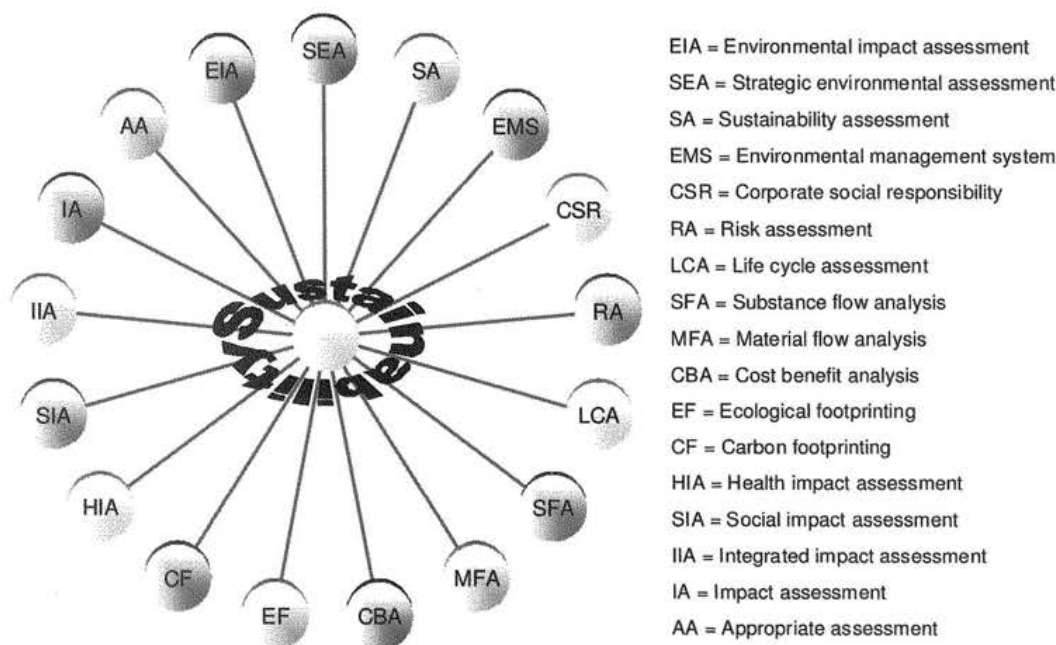 SEA
EIA
SA
AA
EMS
IA
CSR
IIA
RA
SIA
LCA
HIA
SFA
CF
MFA
EF
CBA
Sustainability
EIA = Environmental impact assessment
SEA = Strategic environmental assessment
SA = Sustainability assessment
EMS = Environmental management system
CSR = Corporate social responsibility
RA = Risk assessment
LCA = Life cycle assessment
SFA = Substance flow analysis
MFA = Material flow analysis
CBA = Cost benefit analysis
EF = Ecological footprinting
CF = Carbon footprinting
HIA = Health impact assessment
SIA = Social impact assessment
IIA = Integrated impact assessment
IA = Impact assessment
AA = Appropriate assessment